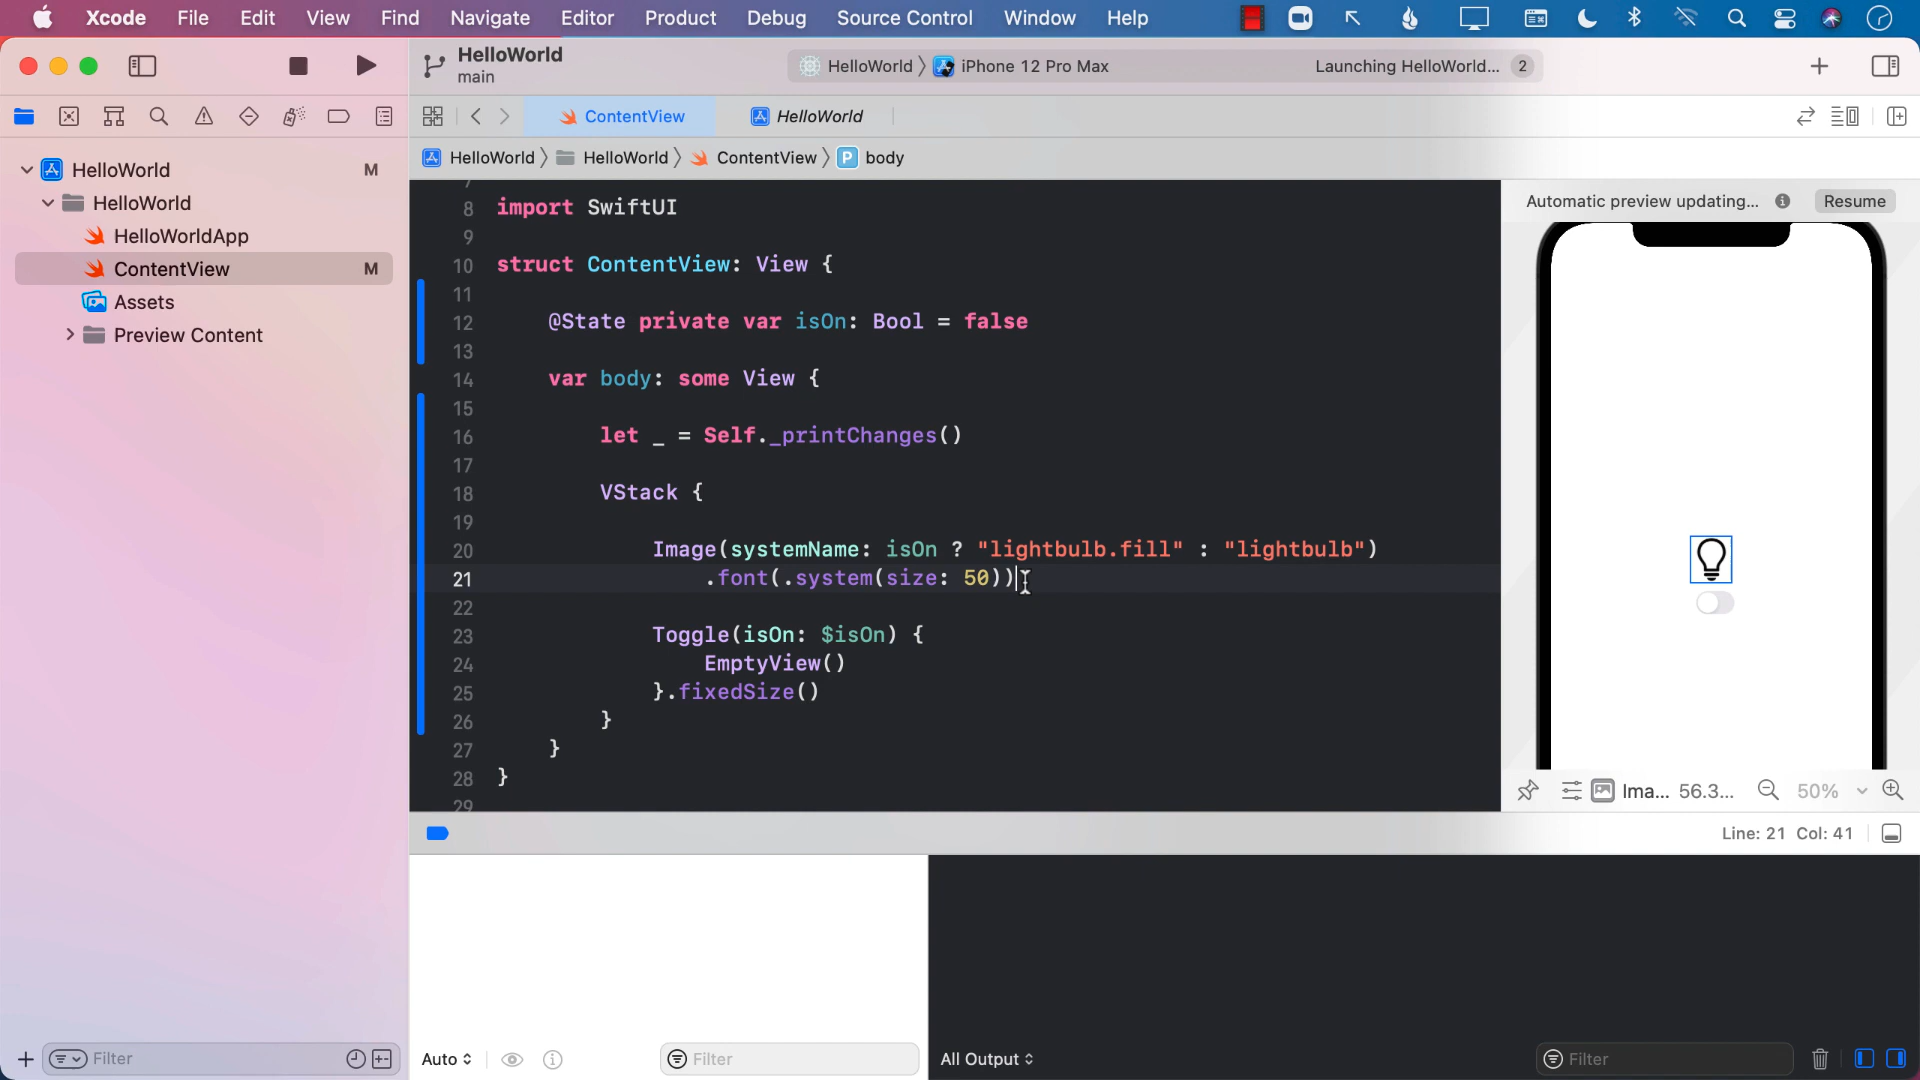 Xcode File Edit View Find Navigate Editor Product Debug Source Control Window Help
HelloWorld
main
HelloWorld iPhone 12 Pro Max Launching HelloWorld... 2
ContentView HelloWorld
HelloWorld HelloWorld ContentView P body
HelloWorld M
HelloWorld
HelloWorldApp
ContentView M
Assets
Preview Content
7
8 import SwiftUI
9
10 struct ContentView: View {
11
12 @State private var isOn: Bool = false
13
14 var body: some View {
15
16 let _ = Self._printChanges()
17
18 VStack {
19
20 Image(systemName: isOn ? "lightbulb.fill" : "lightbulb")
21 .font(.system(size: 50))
22
23 Toggle(isOn: $isOn) {
24 EmptyView()
25 }.fixedSize()
26 }
27 }
28 }
29
Automatic preview updating... Resume
Ima... 56.3... 50%
Line: 21 Col: 41
Filter
Auto Filter
All Output Filter